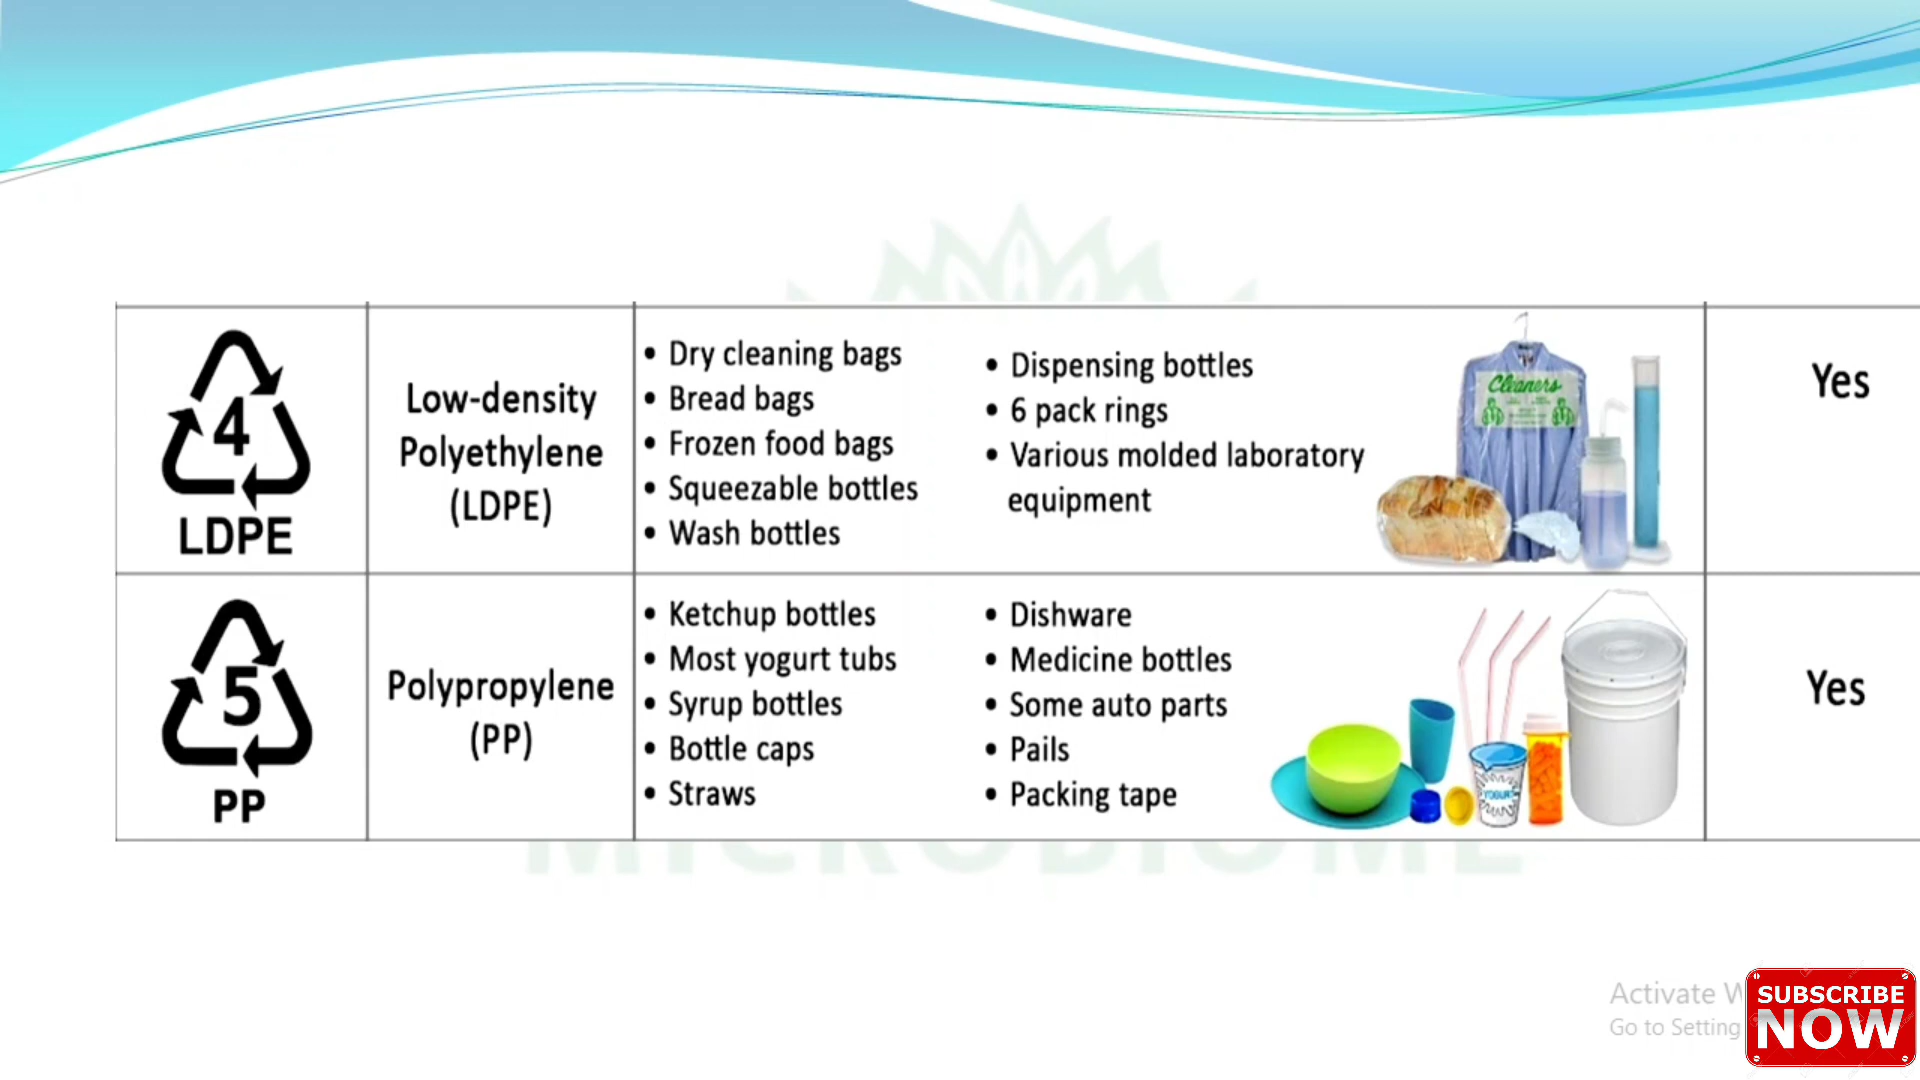 4
LDPE
Low-density
Polyethylene
(LDPE)
• Dry cleaning bags
• Bread bags
• Frozen food bags
• Squeezable bottles
• Wash bottles
• Dispensing bottles
• 6 pack rings
• Various molded laboratory
equipment
Cleaners
Yes
5
PP
Polypropylene
(PP)
• Ketchup bottles
• Most yogurt tubs
• Syrup bottles
• Bottle caps
• Straws
• Dishware
• Medicine bottles
• Some auto parts
• Pails
• Packing tape
YOGURT
Yes
MICROBIOME
Activate W
Go to Setting
SUBSCRIBE
NOW